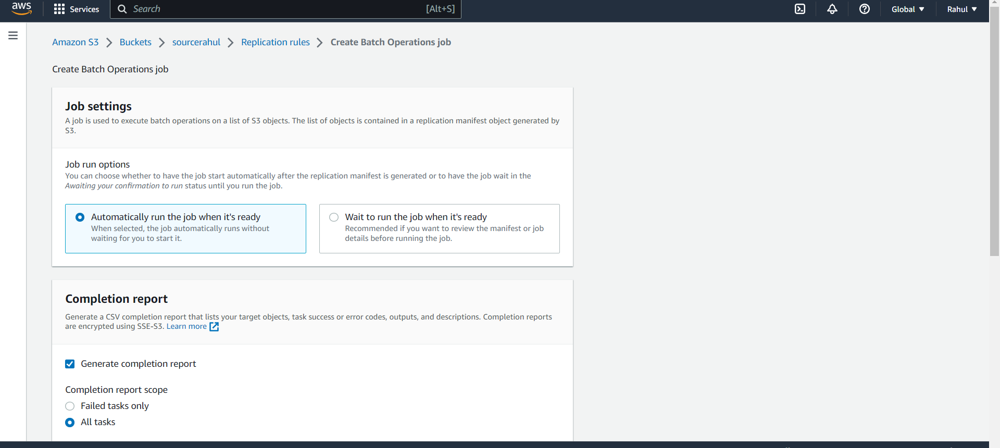 aws Services Search [Alt+S] Global Rahul
Amazon S3 Buckets sourcerahul Replication rules Create Batch Operations job
Create Batch Operations job
Job settings
A job is used to execute batch operations on a list of S3 objects. The list of objects is contained in a replication manifest object generated by
S3.
Job run options
You can choose whether to have the job start automatically after the replication manifest is generated or to have the job wait in the
Awaiting your confirmation to run status until you run the job.
Automatically run the job when it's ready
When selected, the job automatically runs without
waiting for you to start it.
Wait to run the job when it's ready
Recommended if you want to review the manifest or job
details before running the job.
Completion report
Generate a CSV completion report that lists your target objects, task success or error codes, outputs, and descriptions. Completion reports
are encrypted using SSE-S3. Learn more
Generate completion report
Completion report scope
Failed tasks only
All tasks